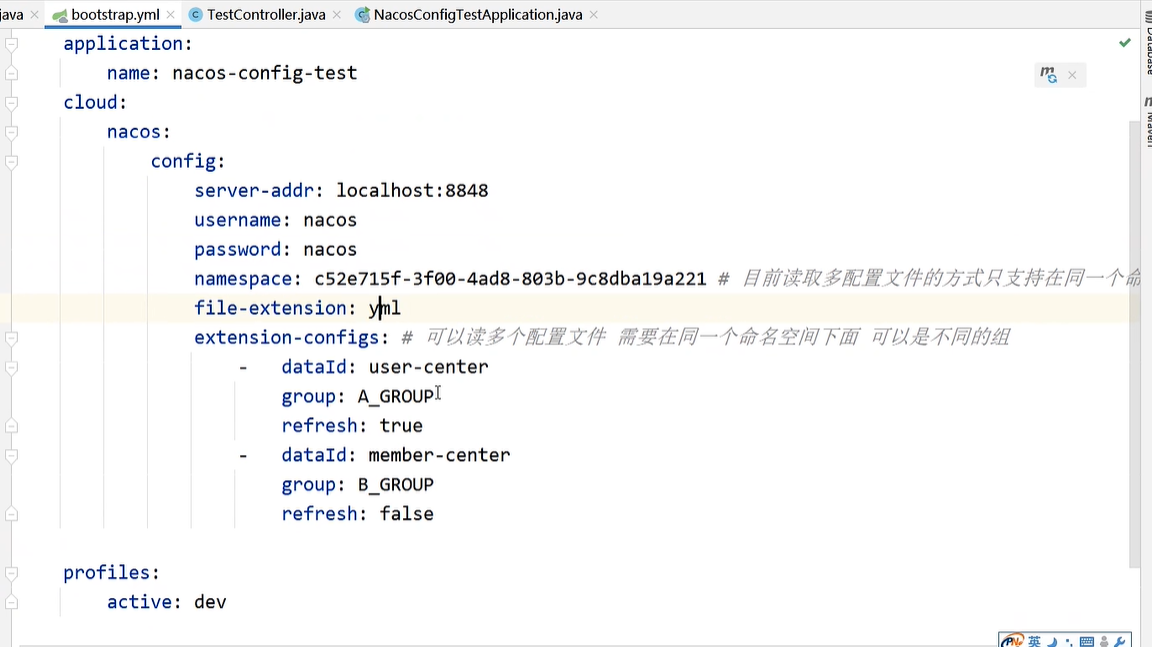 java bootstrap.yml TestController.java NacosConfigTestApplication.java
application:
name: nacos-config-test
cloud:
nacos:
config:
server-addr: localhost:8848
username: nacos
password: nacos
namespace: c52e715f-3f00-4ad8-803b-9c8dba19a221 # 目前读取多配置文件的方式只支持在同一个命
file-extension: yml
extension-configs: # 可以读多个配置文件 需要在同一个命名空间下面 可以是不同的组
- dataId: user-center
group: A_GROUP
refresh: true
- dataId: member-center
group: B_GROUP
refresh: false
profiles:
active: dev
Database
Maven
英